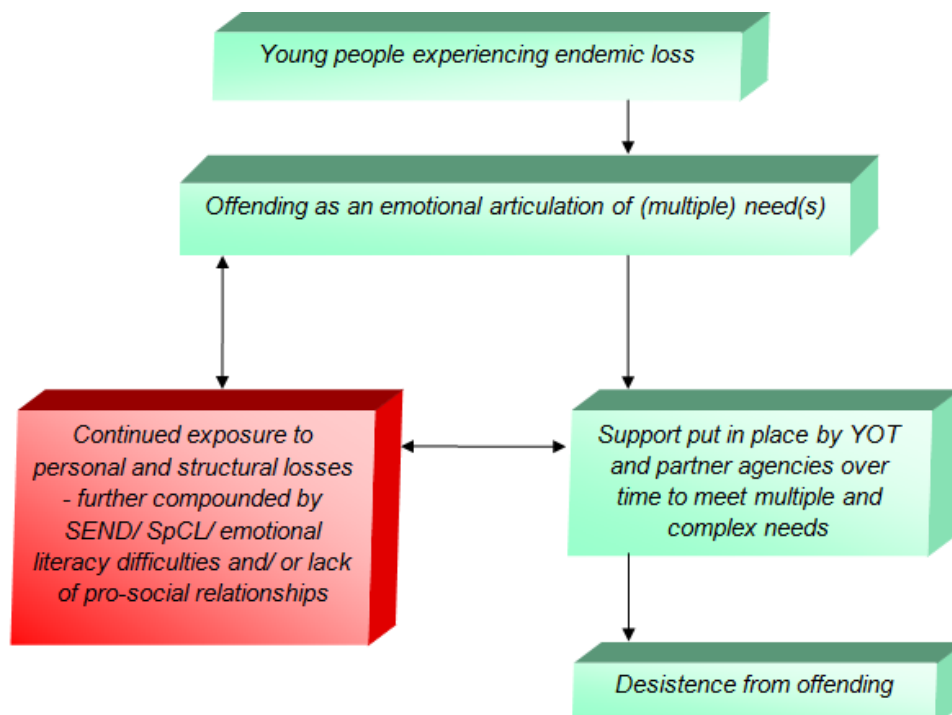 Young people experiencing endemic loss
Offending as an emotional articulation of (multiple) need(s)
Continued exposure to
personal and structural losses
- further compounded by
SEND/ SpCL/ emotional
literacy difficulties and/ or lack
of pro-social relationships
Support put in place by YOT
and partner agencies over
time to meet multiple and
complex needs
Desistence from offending